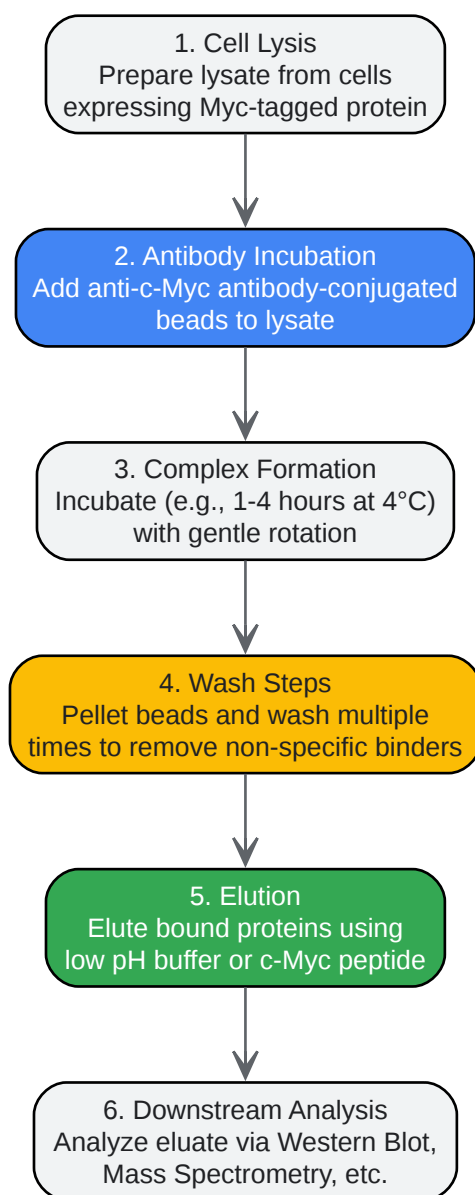 1. Cell Lysis
Prepare lysate from cells
expressing Myc-tagged protein
2. Antibody Incubation
Add anti-c-Myc antibody-conjugated
beads to lysate
3. Complex Formation
Incubate (e.g., 1-4 hours at 4°C)
with gentle rotation
4. Wash Steps
Pellet beads and wash multiple
times to remove non-specific binders
5. Elution
Elute bound proteins using
low pH buffer or c-Myc peptide
6. Downstream Analysis
Analyze eluate via Western Blot,
Mass Spectrometry, etc.